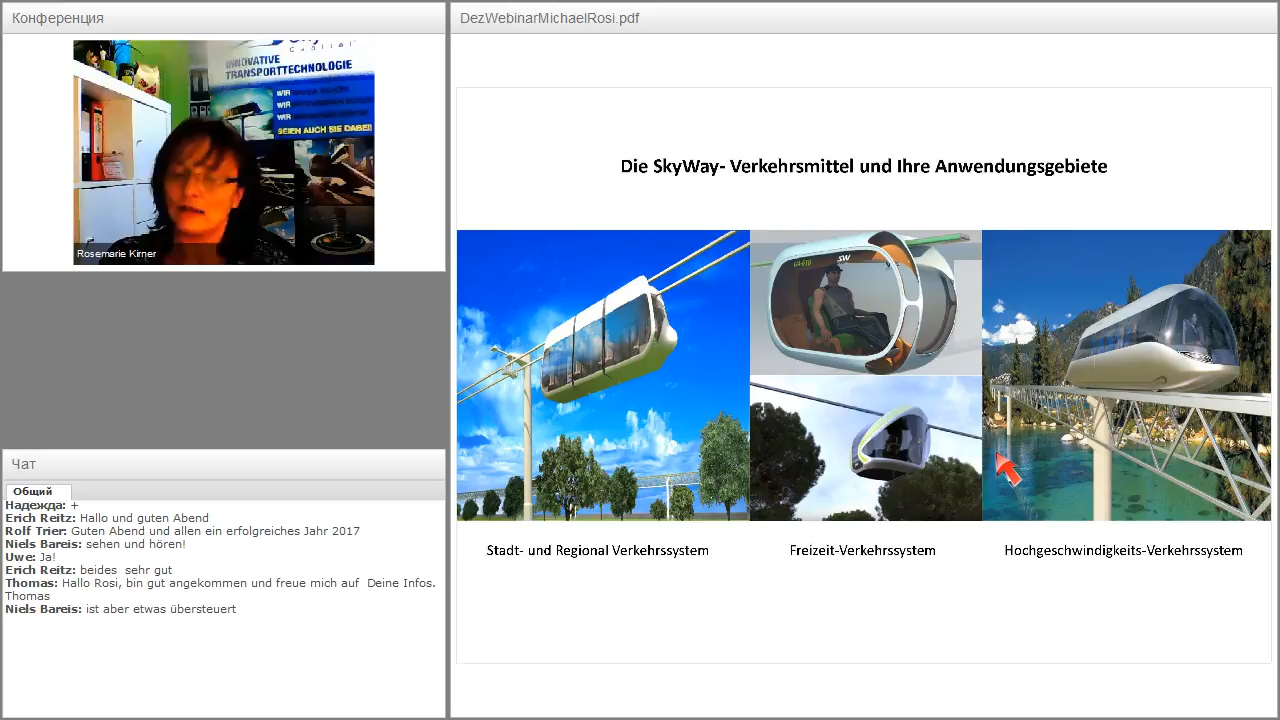 Конференция
INNOVATIVE
TRANSPORTTECHNOLOGIE
WIR
WIR
WIR
SEIEN AUCH SIE DABEI!
Rosemarie Kirner
Чат
Общий
Надежда: +
Erich Reitz: Hallo und guten Abend
Rolf Trier: Guten Abend und allen ein erfolgreiches Jahr 2017
Niels Bareis: sehen und hören!
Uwe: Ja!
Erich Reitz: beides sehr gut
Thomas: Hallo Rosi, bin gut angekommen und freue mich auf Deine Infos.
Thomas
Niels Bareis: ist aber etwas übersteuert
DezWebinarMichaelRosi.pdf
Die SkyWay- Verkehrsmittel und Ihre Anwendungsgebiete
SW
Stadt- und Regional Verkehrssystem
Freizeit-Verkehrssystem
Hochgeschwindigkeits-Verkehrssystem